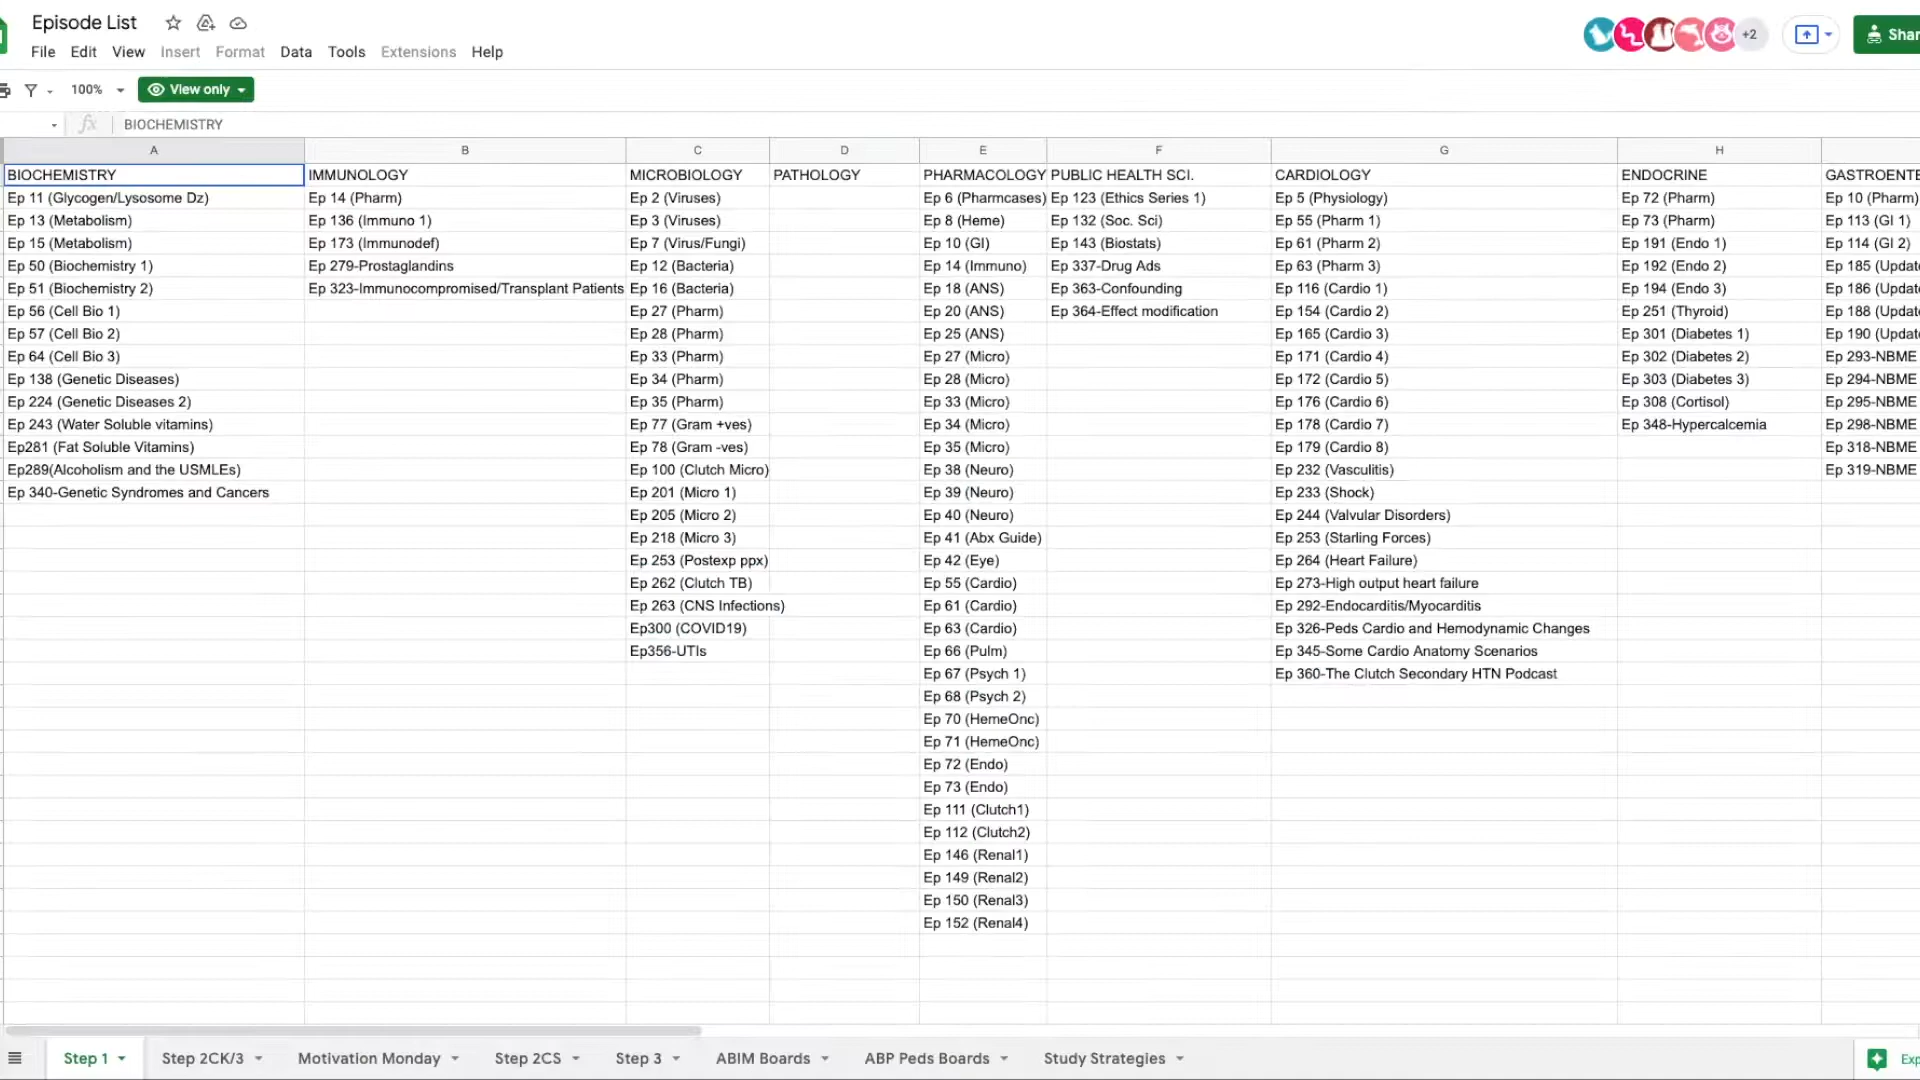 Episode List
File Edit View Insert Format Data Tools Extensions Help
+2
100% View only
fx BIOCHEMISTRY
A B C D E F G H
BIOCHEMISTRY IMMUNOLOGY MICROBIOLOGY PATHOLOGY PHARMACOLOGY PUBLIC HEALTH SCI. CARDIOLOGY ENDOCRINE GASTROENTE
Ep 11 (Glycogen/Lysosome Dz) Ep 14 (Pharm) Ep 2 (Viruses) Ep 6 (Pharmcases) Ep 123 (Ethics Series 1) Ep 5 (Physiology) Ep 72 (Pharm) Ep 10 (Pharm)
Ep 13 (Metabolism) Ep 136 (Immuno 1) Ep 3 (Viruses) Ep 8 (Heme) Ep 132 (Soc. Sci) Ep 55 (Pharm 1) Ep 73 (Pharm) Ep 113 (GI 1)
Ep 15 (Metabolism) Ep 173 (Immunodef) Ep 7 (Virus/Fungi) Ep 10 (GI) Ep 143 (Biostats) Ep 61 (Pharm 2) Ep 191 (Endo 1) Ep 114 (GI 2)
Ep 50 (Biochemistry 1) Ep 279-Prostaglandins Ep 12 (Bacteria) Ep 14 (Immuno) Ep 337-Drug Ads Ep 63 (Pharm 3) Ep 192 (Endo 2) Ep 185 (Update
Ep 51 (Biochemistry 2) Ep 323-Immunocompromised/Transplant Patients Ep 16 (Bacteria) Ep 18 (ANS) Ep 363-Confounding Ep 116 (Cardio 1) Ep 194 (Endo 3) Ep 186 (Update
Ep 56 (Cell Bio 1) Ep 27 (Pharm) Ep 20 (ANS) Ep 364-Effect modification Ep 154 (Cardio 2) Ep 251 (Thyroid) Ep 188 (Update
Ep 57 (Cell Bio 2) Ep 28 (Pharm) Ep 25 (ANS) Ep 165 (Cardio 3) Ep 301 (Diabetes 1) Ep 190 (Update
Ep 64 (Cell Bio 3) Ep 33 (Pharm) Ep 27 (Micro) Ep 171 (Cardio 4) Ep 302 (Diabetes 2) Ep 293-NBME
Ep 138 (Genetic Diseases) Ep 34 (Pharm) Ep 28 (Micro) Ep 172 (Cardio 5) Ep 303 (Diabetes 3) Ep 294-NBME
Ep 224 (Genetic Diseases 2) Ep 35 (Pharm) Ep 33 (Micro) Ep 176 (Cardio 6) Ep 308 (Cortisol) Ep 295-NBME
Ep 243 (Water Soluble vitamins) Ep 77 (Gram +ves) Ep 34 (Micro) Ep 178 (Cardio 7) Ep 348-Hypercalcemia Ep 298-NBME
Ep281 (Fat Soluble Vitamins) Ep 78 (Gram -ves) Ep 35 (Micro) Ep 179 (Cardio 8) Ep 318-NBME
Ep289(Alcoholism and the USMLEs) Ep 100 (Clutch Micro) Ep 38 (Neuro) Ep 232 (Vasculitis) Ep 319-NBME
Ep 340-Genetic Syndromes and Cancers Ep 201 (Micro 1) Ep 39 (Neuro) Ep 233 (Shock)
Ep 205 (Micro 2) Ep 40 (Neuro) Ep 244 (Valvular Disorders)
Ep 218 (Micro 3) Ep 41 (Abx Guide) Ep 253 (Starling Forces)
Ep 253 (Postexp ppx) Ep 42 (Eye) Ep 264 (Heart Failure)
Ep 262 (Clutch TB) Ep 55 (Cardio) Ep 273-High output heart failure
Ep 263 (CNS Infections) Ep 61 (Cardio) Ep 292-Endocarditis/Myocarditis
Ep300 (COVID19) Ep 63 (Cardio) Ep 326-Peds Cardio and Hemodynamic Changes
Ep356-UTIs Ep 66 (Pulm) Ep 345-Some Cardio Anatomy Scenarios
Ep 67 (Psych 1) Ep 360-The Clutch Secondary HTN Podcast
Ep 68 (Psych 2)
Ep 70 (HemeOnc)
Ep 71 (HemeOnc)
Ep 72 (Endo)
Ep 73 (Endo)
Ep 111 (Clutch1)
Ep 112 (Clutch2)
Ep 146 (Renal1)
Ep 149 (Renal2)
Ep 150 (Renal3)
Ep 152 (Renal4)
Step 1 Step 2CK/3 Motivation Monday Step 2CS Step 3 ABIM Boards ABP Peds Boards Study Strategies